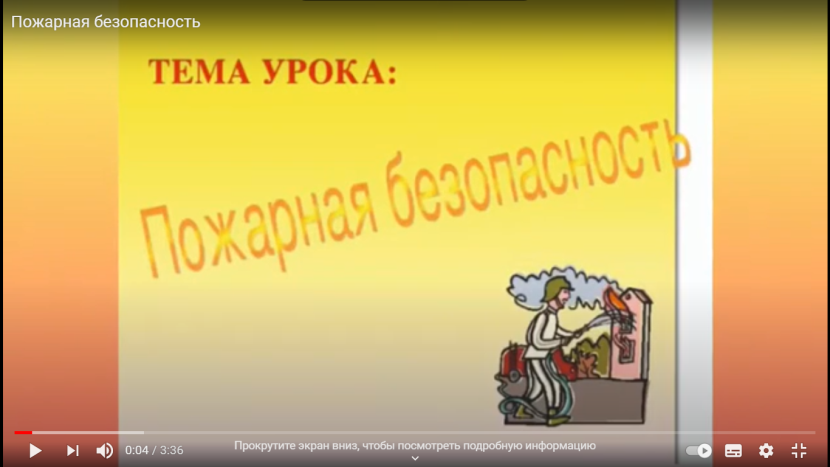 Пожарная безопасность
ТЕМА УРОКА:
Пожарная безопасность
0:04 / 3:36
Прокрутите экран вниз, чтобы посмотреть подробную информацию